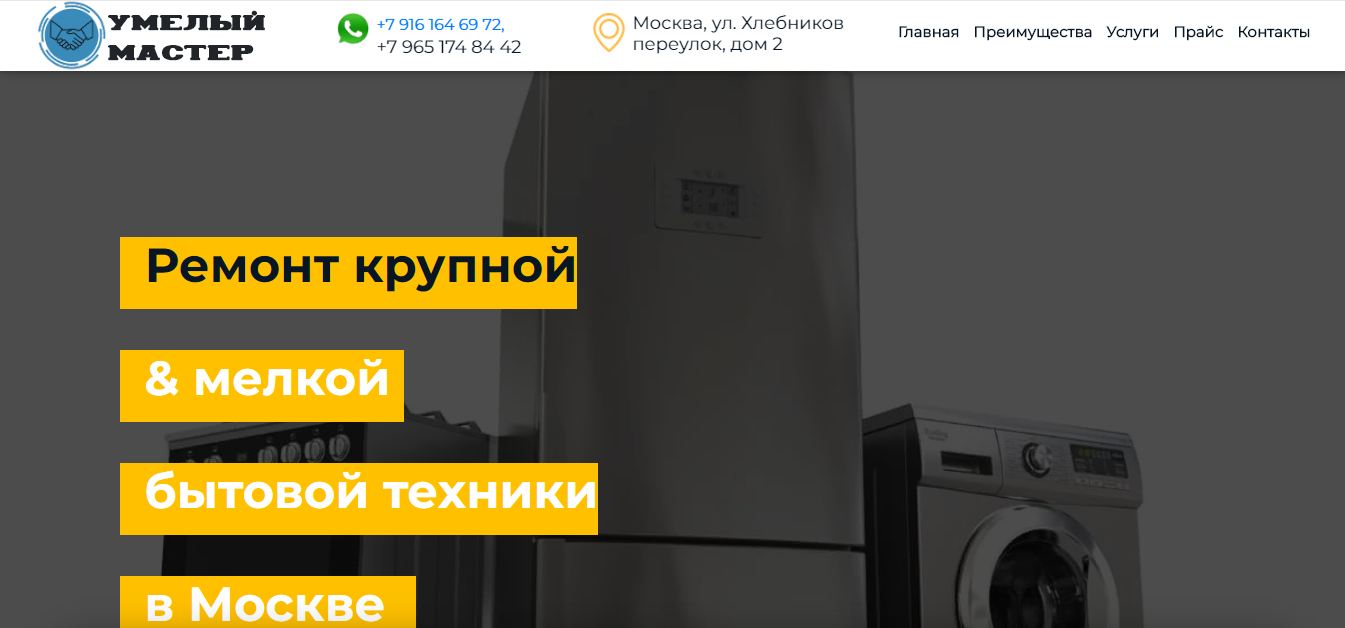 УМЕЛЫЙ
МАСТЕР
+7 916 164 69 72,
+7 965 174 84 42
Москва, ул. Хлебников
переулок, дом 2
Главная Преимущества Услуги Прайс Контакты
Ремонт крупной
& мелкой
бытовой техники
в Москве